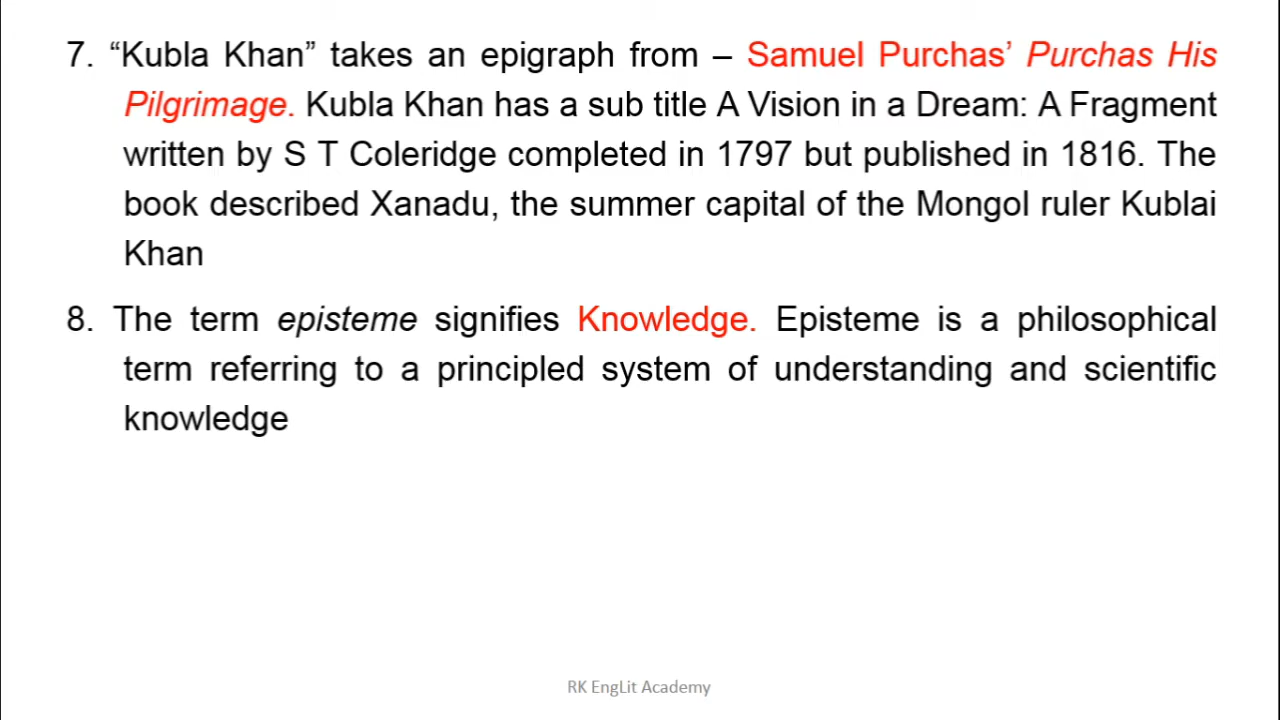 7. “Kubla Khan” takes an epigraph from – Samuel Purchas’ Purchas His
Pilgrimage. Kubla Khan has a sub title A Vision in a Dream: A Fragment
written by S T Coleridge completed in 1797 but published in 1816. The
book described Xanadu, the summer capital of the Mongol ruler Kublai
Khan
8. The term episteme signifies Knowledge. Episteme is a philosophical
term referring to a principled system of understanding and scientific
knowledge
RK EngLit Academy